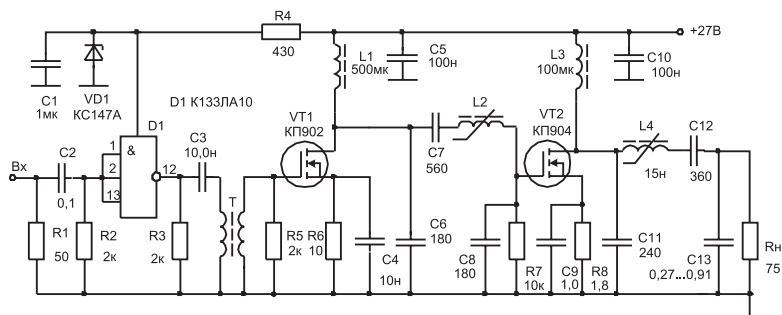 R4
430
+27В
L1
500мк
C5
100н
L3
100мк
C10
100н
C1
1мк
VD1
КС147А
D1 К133ЛА10
D1
&
1
2
13
12
C3
10,0н
VT1
КП902
C7
560
L2
VT2
КП904
L4
15н
C12
360
Вх
C2
0,1
R1
50
R2
2к
R3
2к
T
R5
2к
R6
10
C4
10н
C6
180
C8
180
R7
10к
C9
1,0
R8
1,8
C11
240
C13
0,27...0,91
Rн
75